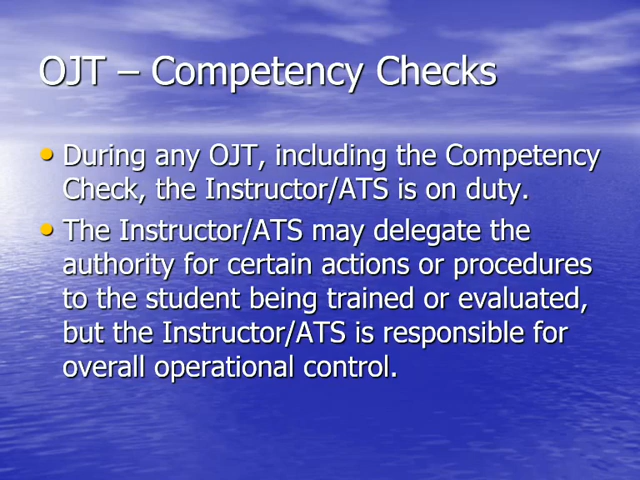 OJT – Competency Checks
• During any OJT, including the Competency
Check, the Instructor/ATS is on duty.
• The Instructor/ATS may delegate the
authority for certain actions or procedures
to the student being trained or evaluated,
but the Instructor/ATS is responsible for
overall operational control.